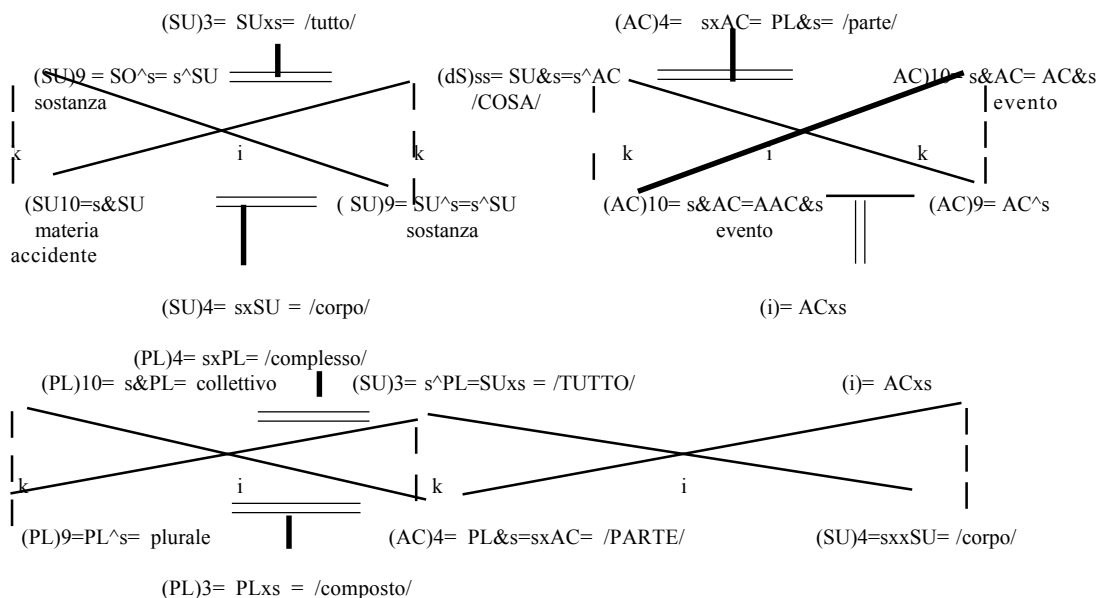 (SU)3= SUxs= /tutto/ (AC)4= sxAC= PL&s= /parte/
(SU)9 = SO^s= s^SU (dS)ss= SU&s=s^AC AC)10= s&AC= AC&s
sostanza /COSA/ evento
k i k k i k
(SU10=s&SU ( SU)9= SU^s=s^SU (AC)10= s&AC=AAC&s (AC)9= AC^s
materia sostanza evento
accidente
(SU)4= sxSU = /corpo/ (i)= ACxs
(PL)4= sxPL= /complesso/
(PL)10= s&PL= collettivo (SU)3= s^PL=SUxs = /TUTTO/ (i)= ACxs
k i k i
(PL)9=PL^s= plurale (AC)4= PL&s=sxAC= /PARTE/ (SU)4=sxxSU= /corpo/
(PL)3= PLxs = /composto/